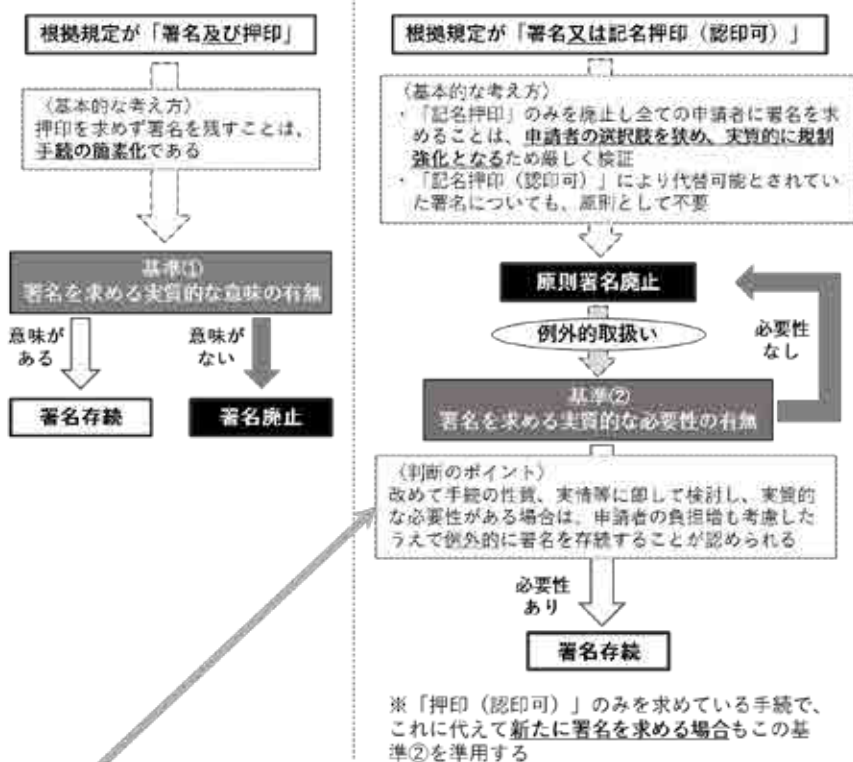 根拠規定が「署名及び押印」
（基本的な考え方）
押印を求めず署名を残すことは、
手続の簡素化である
基準①
署名を求める実質的な意味の有無
意味が
ある
意味が
ない
署名存続
署名廃止
根拠規定が「署名又は記名押印（認印可）」
（基本的な考え方）
・「記名押印」のみを廃止し全ての申請者に署名を求
めることは、申請者の選択肢を狭め、実質的に規制
強化となるため厳しく検証
・「記名押印（認印可）」により代替可能とされてい
た署名についても、原則として不要
原則署名廃止
例外的取扱い
必要性
なし
基準②
署名を求める実質的な必要性の有無
（判断のポイント）
改めて手続の性質、実情等に即して検討し、実質的
な必要性がある場合は、申請者の負担増も考慮した
うえで例外的に署名を存続することが認められる
必要性
あり
署名存続
※「押印（認印可）」のみを求めている手続で、
これに代えて新たに署名を求める場合もこの基
準②を準用する